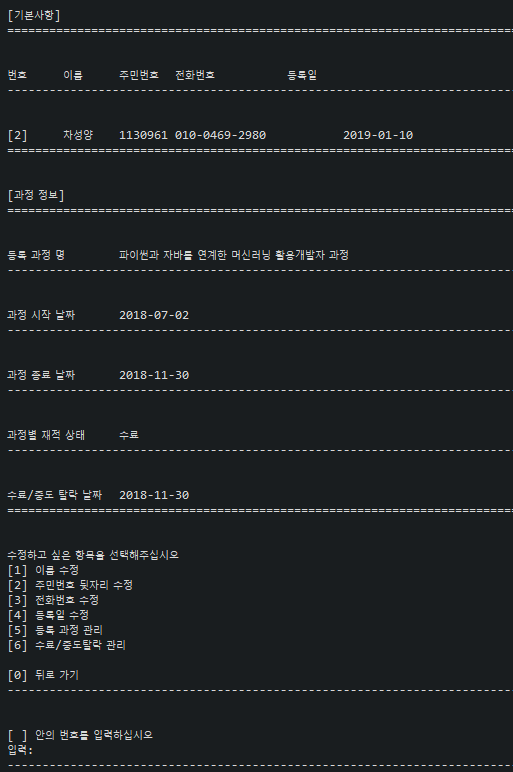 [기본사항]
================================================================
번호 이름 주민번호 전화번호 등록일
----------------------------------------------------------------
[2] 차성양 1130961 010-0469-2980 2019-01-10
================================================================
[과정 정보]
================================================================
등록 과정 명 파이썬과 자바를 연계한 머신러닝 활용개발자 과정
----------------------------------------------------------------
과정 시작 날짜 2018-07-02
----------------------------------------------------------------
과정 종료 날짜 2018-11-30
----------------------------------------------------------------
과정별 재적 상태 수료
----------------------------------------------------------------
수료/중도 탈락 날짜 2018-11-30
================================================================
수정하고 싶은 항목을 선택해주십시오
[1] 이름 수정
[2] 주민번호 뒷자리 수정
[3] 전화번호 수정
[4] 등록일 수정
[5] 등록 과정 관리
[6] 수료/중도탈락 관리
[0] 뒤로 가기
----------------------------------------------------------------
[ ] 안의 번호를 입력하십시오
입력:
----------------------------------------------------------------